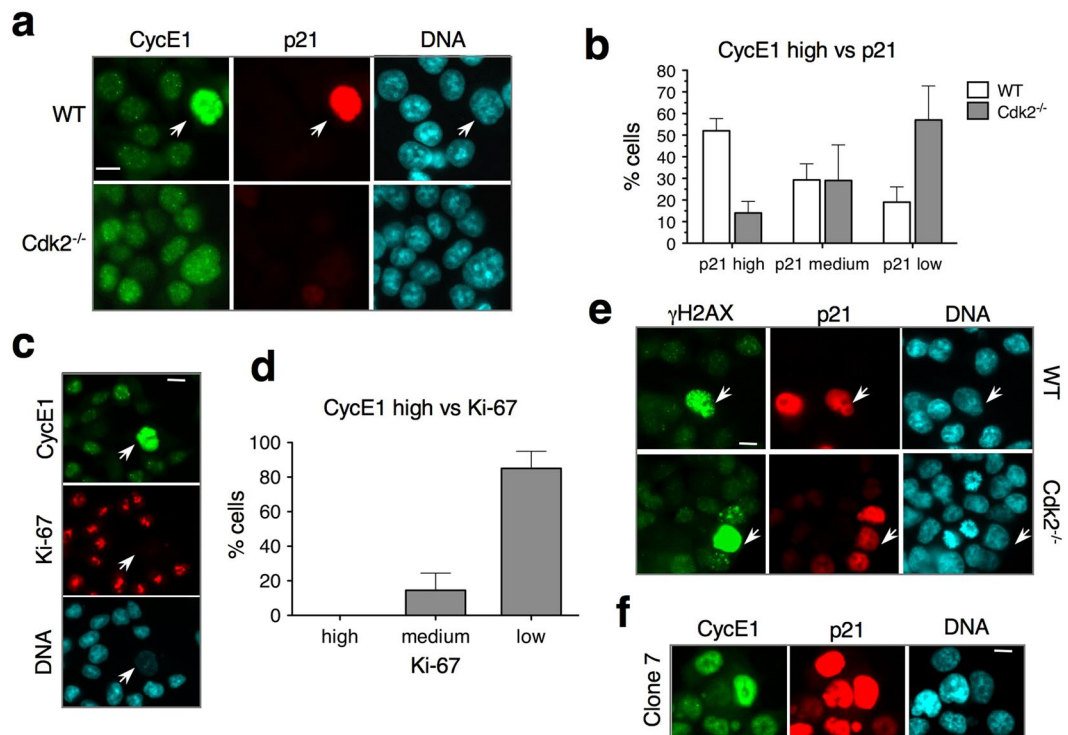 a
CycE1 p21 DNA
WT
Cdk2-/-
b
CycE1 high vs p21
% cells
80
70
60
50
40
30
20
10
0
p21 high p21 medium p21 low
WT
Cdk2-/-
c
CycE1
Ki-67
DNA
d
CycE1 high vs Ki-67
% cells
100
80
60
40
20
0
high medium low
Ki-67
e
γH2AX p21 DNA
WT
Cdk2-/-
f
CycE1 p21 DNA
Clone 7